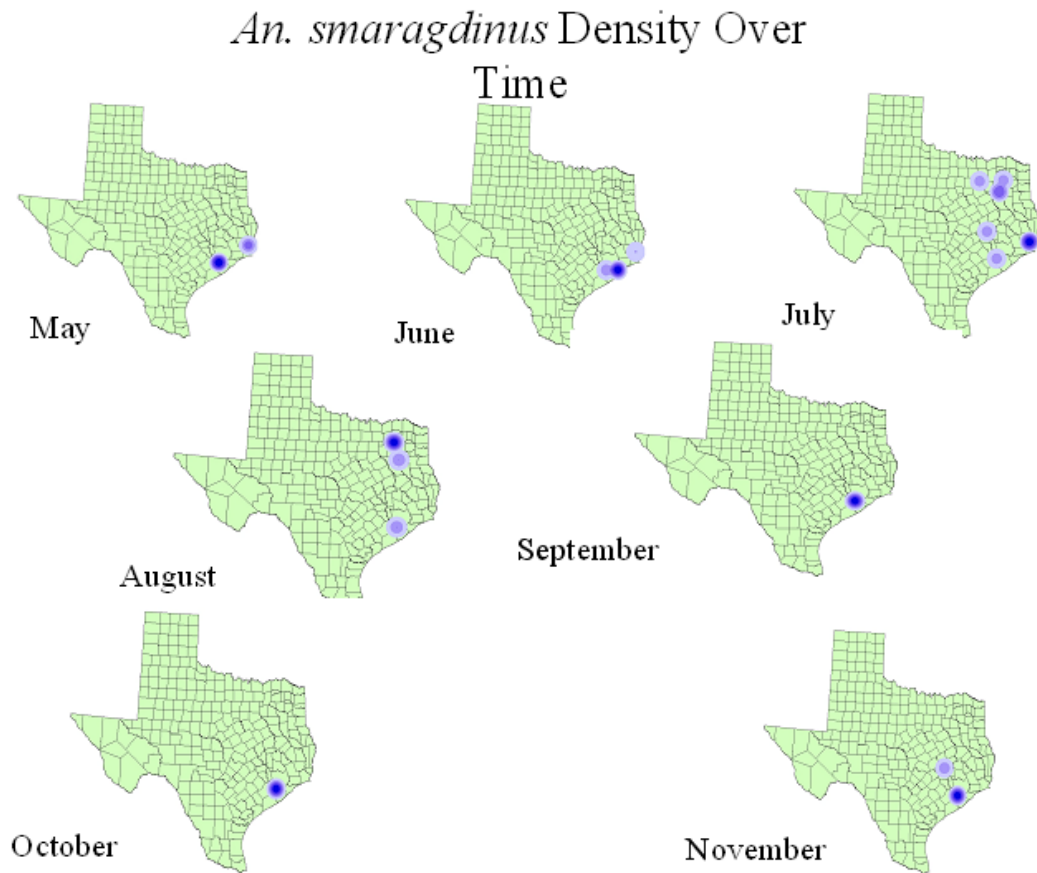 An. smaragdinus Density Over
Time
May
June
July
August
September
October
November